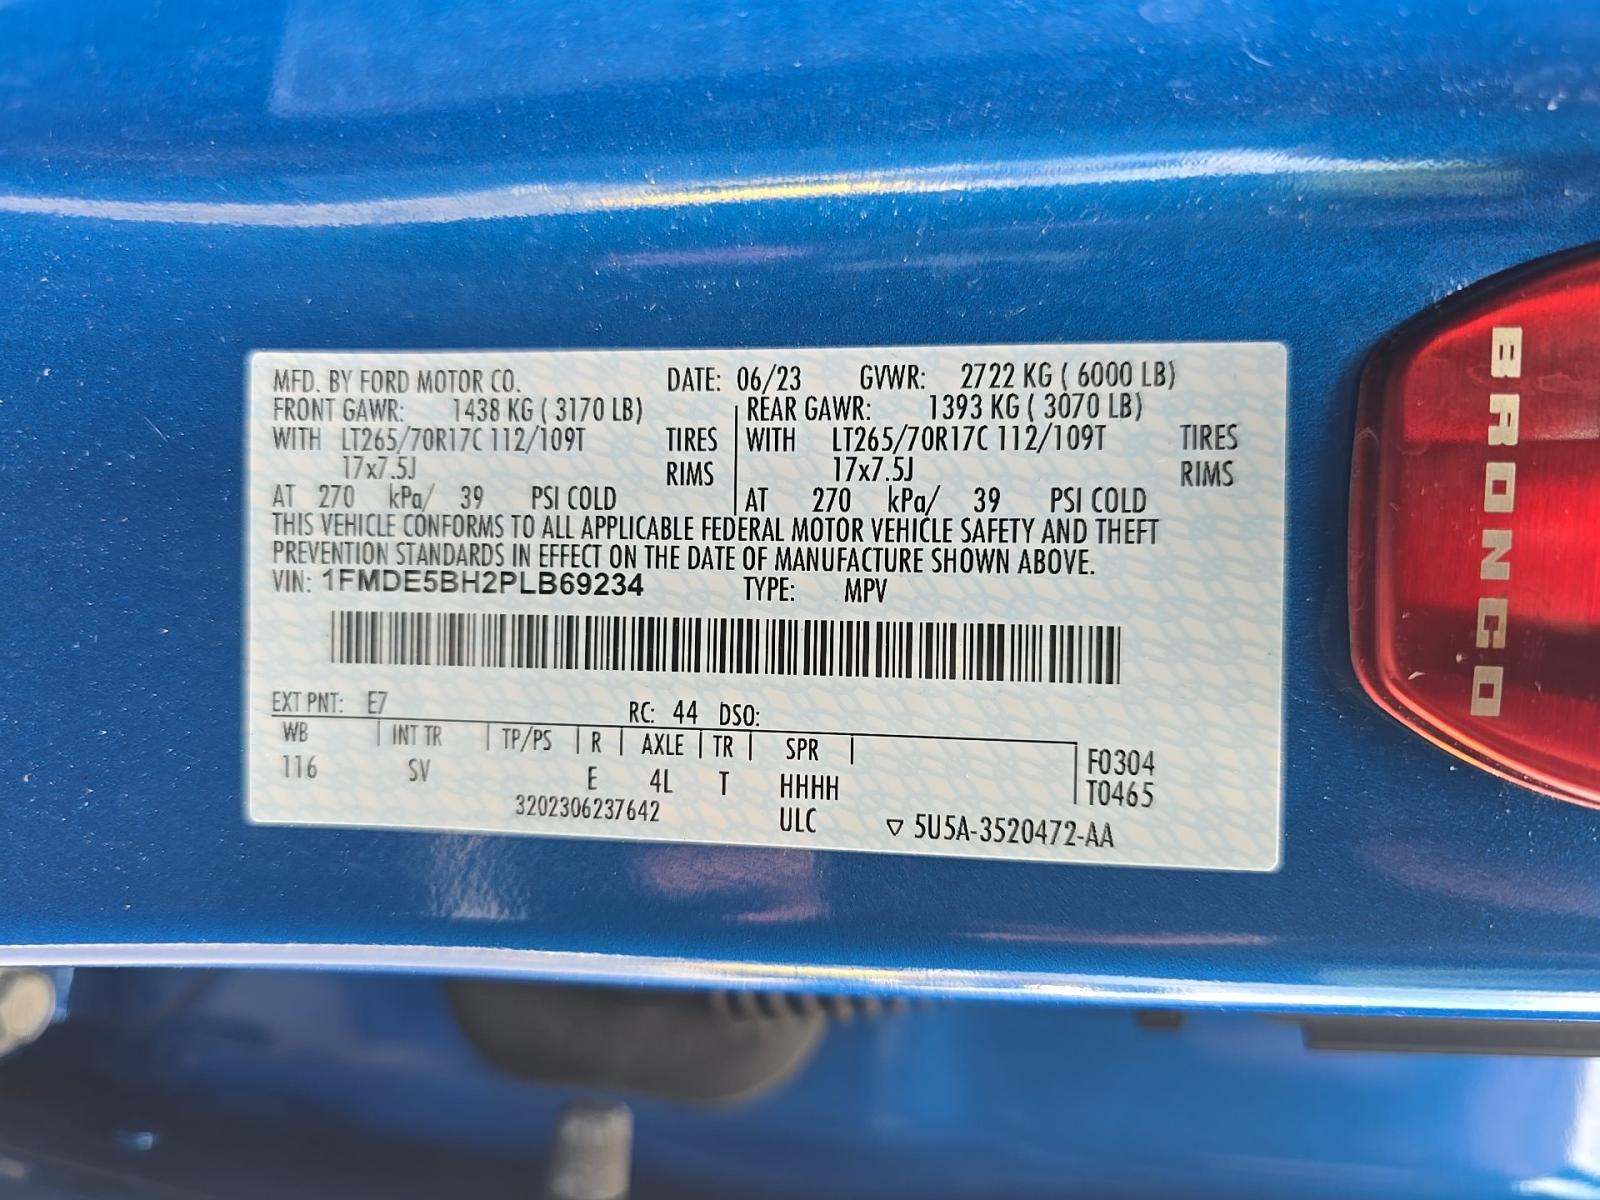 MFD. BY FORD MOTOR CO. DATE: 06/23 GVWR: 2722 KG ( 6000 LB)
FRONT GAWR: 1438 KG ( 3170 LB) REAR GAWR: 1393 KG ( 3070 LB)
WITH LT265/70R17C 112/109T TIRES WITH LT265/70R17C 112/109T TIRES
17x7.5J RIMS 17x7.5J RIMS
AT 270 kPa/ 39 PSI COLD AT 270 kPa/ 39 PSI COLD
THIS VEHICLE CONFORMS TO ALL APPLICABLE FEDERAL MOTOR VEHICLE SAFETY AND THEFT
PREVENTION STANDARDS IN EFFECT ON THE DATE OF MANUFACTURE SHOWN ABOVE.
VIN: 1FMDE5BH2PLB69234 TYPE: MPV
EXT PNT: E7 RC: 44 DSO:
WB INT TR TP/PS R AXLE TR SPR F0304
116 SV E 4L T HHHH T0465
3202306237642 ULC 5U5A-3520472-AA
BRONCO